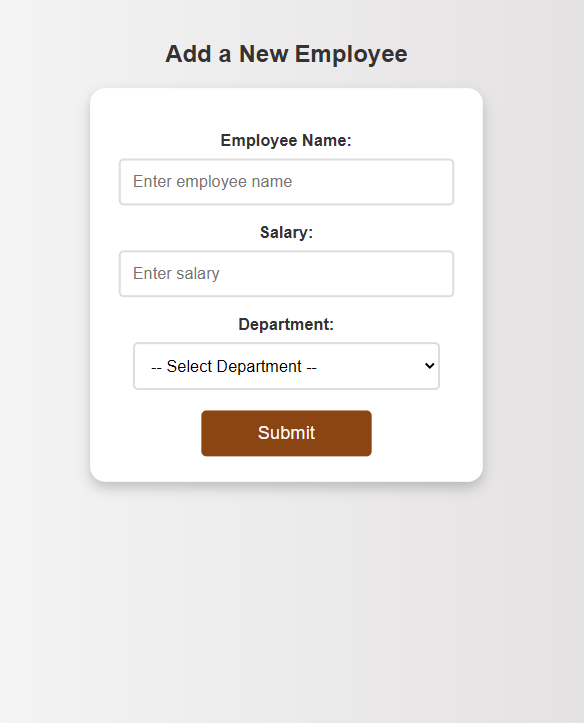 Add a New Employee
Employee Name:
Enter employee name
Salary:
Enter salary
Department:
-- Select Department --
Submit